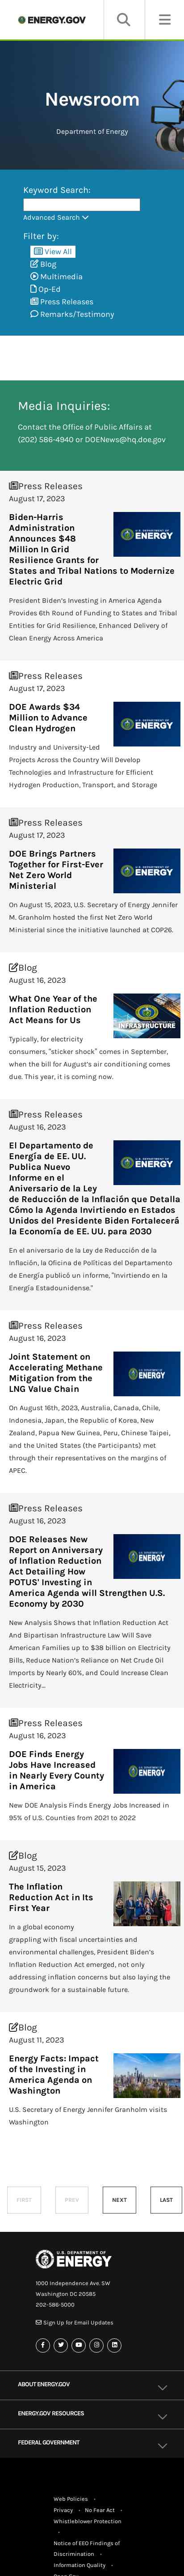 ENERGY.GOV
Newsroom
Department of Energy
Keyword Search:
Advanced Search
Filter by:
View All
Blog
Multimedia
Op-Ed
Press Releases
Remarks/Testimony
Media Inquiries:
Contact the Office of Public Affairs at
(202) 586-4940 or DOENews@hq.doe.gov
Press Releases
August 17, 2023
Biden-Harris
Administration
Announces $48
Million In Grid
Resilience Grants for
States and Tribal Nations to Modernize
Electric Grid
ENERGY
President Biden's Investing in America Agenda
Provides 6th Round of Funding to States and Tribal
Entities for Grid Resilience, Enhanced Delivery of
Clean Energy Across America
Press Releases
August 17, 2023
DOE Awards $34
Million to Advance
Clean Hydrogen
ENERGY
Industry and University-Led
Projects Across the Country Will Develop
Technologies and Infrastructure for Efficient
Hydrogen Production, Transport, and Storage
Press Releases
August 17, 2023
DOE Brings Partners
Together for First-Ever
Net Zero World
Ministerial
ENERGY
On August 15, 2023, U.S. Secretary of Energy Jennifer
M. Granholm hosted the first Net Zero World
Ministerial since the initiative launched at COP26.
Blog
August 16, 2023
What One Year of the
Inflation Reduction
Act Means for Us
INFRASTRUCTURE
Typically, for electricity
consumers, "sticker shock" comes in September,
when the bill for August's air conditioning comes
due. This year, it is coming now.
Press Releases
August 16, 2023
El Departamento de
Energía de EE. UU.
Publica Nuevo
Informe en el
Aniversario de la Ley
de Reducción de la Inflación que Detalla
Cómo la Agenda Invirtiendo en Estados
Unidos del Presidente Biden Fortalecerá
la Economía de EE. UU. para 2030
ENERGY
En el aniversario de la Ley de Reducción de la
Inflación, la Oficina de Políticas del Departamento
de Energía publicó un informe, "Invirtiendo en la
Energía Estadounidense."
Press Releases
August 16, 2023
Joint Statement on
Accelerating Methane
Mitigation from the
LNG Value Chain
ENERGY
On August 16th, 2023, Australia, Canada, Chile,
Indonesia, Japan, the Republic of Korea, New
Zealand, Papua New Guinea, Peru, Chinese Taipei,
and the United States (the Participants) met
through their representatives on the margins of
APEC.
Press Releases
August 16, 2023
DOE Releases New
Report on Anniversary
of Inflation Reduction
Act Detailing How
POTUS' Investing in
America Agenda will Strengthen U.S.
Economy by 2030
ENERGY
New Analysis Shows that Inflation Reduction Act
And Bipartisan Infrastructure Law Will Save
American Families up to $38 billion on Electricity
Bills, Reduce Nation's Reliance on Net Crude Oil
Imports by Nearly 60%, and Could Increase Clean
Electricity...
Press Releases
August 16, 2023
DOE Finds Energy
Jobs Have Increased
in Nearly Every County
in America
ENERGY
New DOE Analysis Finds Energy Jobs Increased in
95% of U.S. Counties from 2021 to 2022
Blog
August 15, 2023
The Inflation
Reduction Act in Its
First Year
In a global economy
grappling with fiscal uncertainties and
environmental challenges, President Biden's
Inflation Reduction Act emerged, not only
addressing inflation concerns but also laying the
groundwork for a sustainable future.
Blog
August 11, 2023
Energy Facts: Impact
of the Investing in
America Agenda on
Washington
U.S. Secretary of Energy Jennifer Granholm visits
Washington
FIRST PREV NEXT LAST
U.S. DEPARTMENT OF
ENERGY
1000 Independence Ave. SW
Washington DC 20585
202-586-5000
Sign Up for Email Updates
ABOUT ENERGY.GOV
ENERGY.GOV RESOURCES
FEDERAL GOVERNMENT
Web Policies •
Privacy • No Fear Act •
Whistleblower Protection
•
Notice of EEO Findings of
Discrimination •
Information Quality •